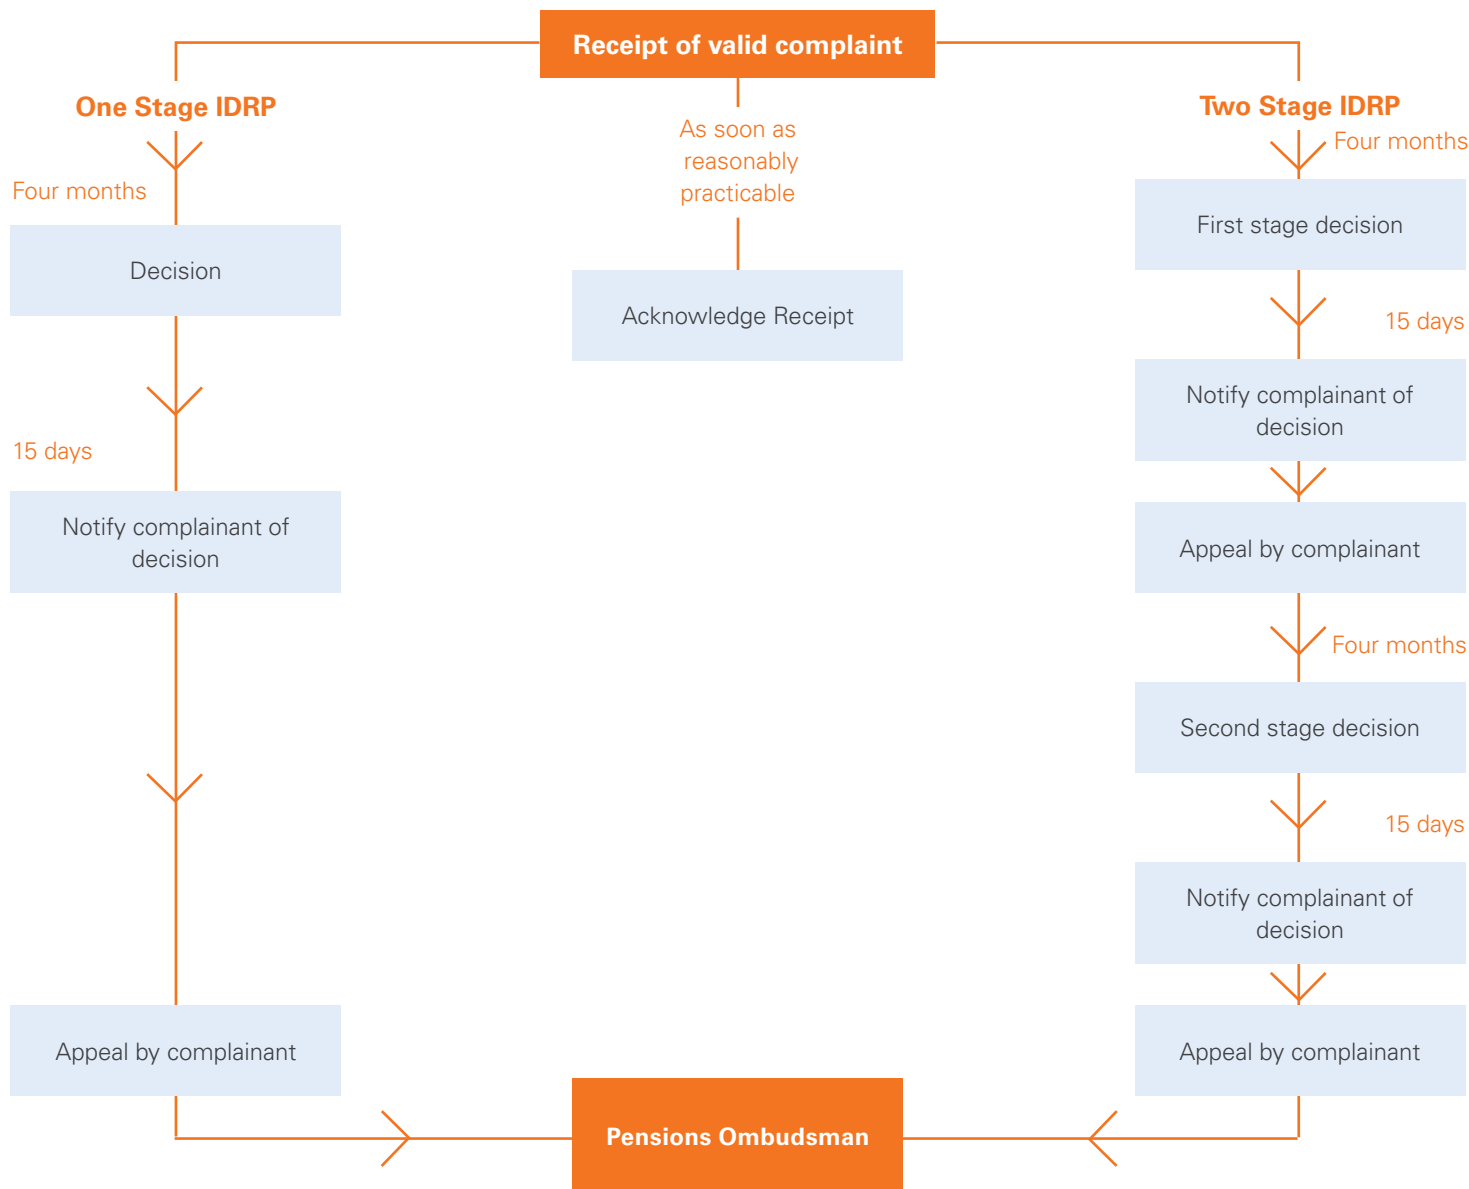 Receipt of valid complaint
One Stage IDRP
Four months
Decision
15 days
Notify complainant of
decision
Appeal by complainant
As soon as
reasonably
practicable
Acknowledge Receipt
Two Stage IDRP
Four months
First stage decision
15 days
Notify complainant of
decision
Appeal by complainant
Four months
Second stage decision
15 days
Notify complainant of
decision
Appeal by complainant
Pensions Ombudsman